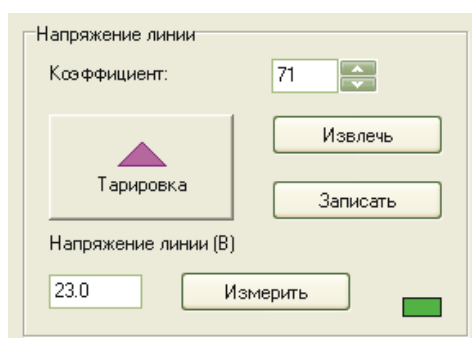 Напряжение линии
Коэффициент: 71
Извлечь
Тарировка
Записать
Напряжение линии (В)
23.0 Измерить